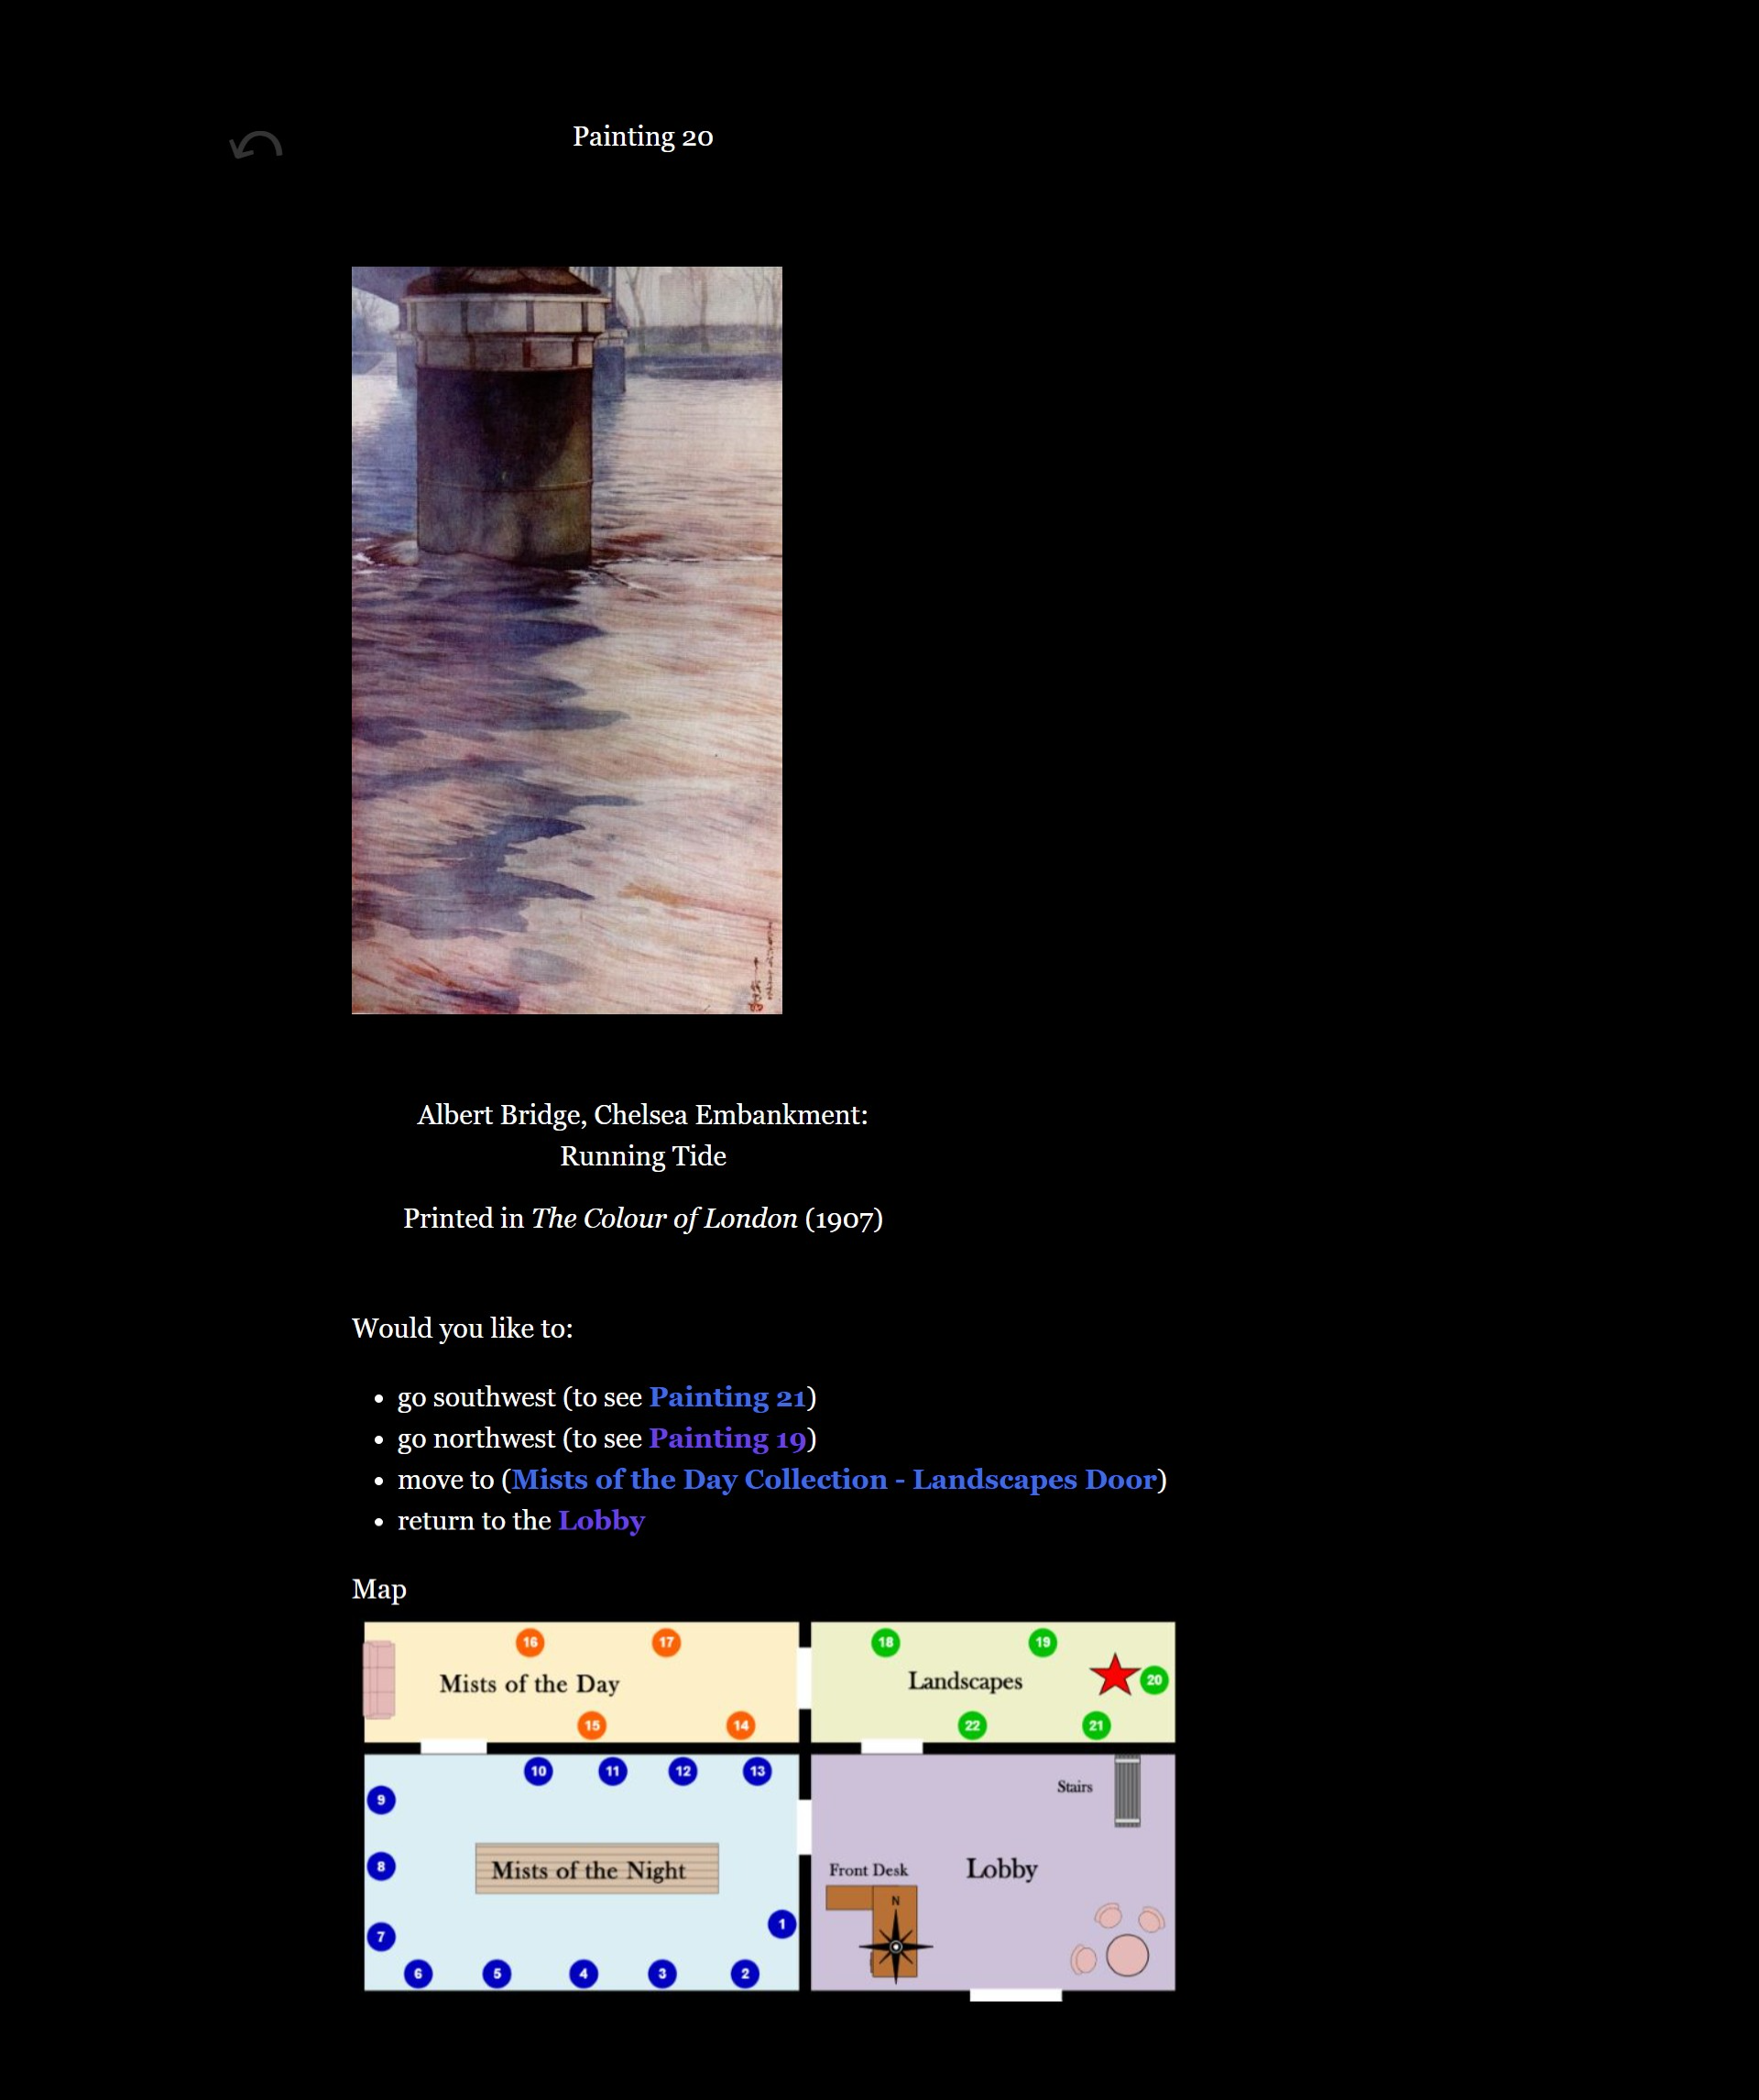 Painting 20
Albert Bridge, Chelsea Embankment:
Running Tide
Printed in The Colour of London (1907)
Would you like to:
• go southwest (to see Painting 21)
• go northwest (to see Painting 19)
• move to (Mists of the Day Collection - Landscapes Door)
• return to the Lobby
Map
16
17
Mists of the Day
15
14
18
19
Landscapes
20
22
21
10
11
12
13
9
8
Mists of the Night
7
1
6
5
4
3
2
Stairs
Front Desk
Lobby
N